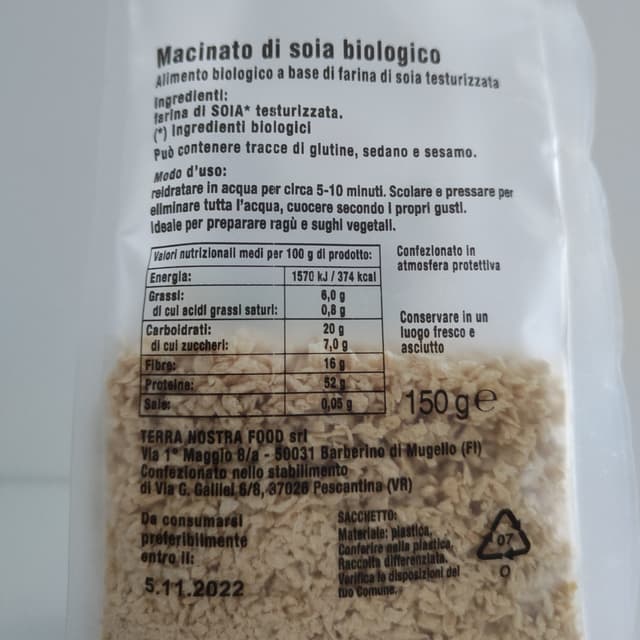 Macinato di soia biologico
Alimento biologico a base di farina di soia testurizzata
Ingredienti:
farina di SOIA* testurizzata.
(*) Ingredienti biologici
Può contenere tracce di glutine, sedano e sesamo.
Modo d'uso:
reidratare in acqua per circa 5-10 minuti. Scolare e pressare per
eliminare tutta l'acqua, cuocere secondo i propri gusti.
Ideale per preparare ragù e sughi vegetali.
Valori nutrizionali medi per 100 g di prodotto:
Energia: 1570 kJ / 374 kcal
Grassi: 6,0 g
di cui acidi grassi saturi: 0,8 g
Carboidrati: 20 g
di cui zuccheri: 7,0 g
Fibre: 16 g
Proteine: 52 g
Sale: 0,05 g
Confezionato in
atmosfera protettiva
Conservare in un
luogo fresco e
asciutto
150 g e
TERRA NOSTRA FOOD srl
Via 1° Maggio 8/a - 50031 Barberino di Mugello (FI)
Confezionato nello stabilimento
di Via G. Galilei 6/8, 37026 Pescantina (VR)
Da consumarsi
preferibilmente
entro il:
5.11.2022
SACCHETTO:
Materiale: plastica.
Conferire nella plastica.
Raccolta differenziata.
Verifica le disposizioni del
tuo Comune.
07
O